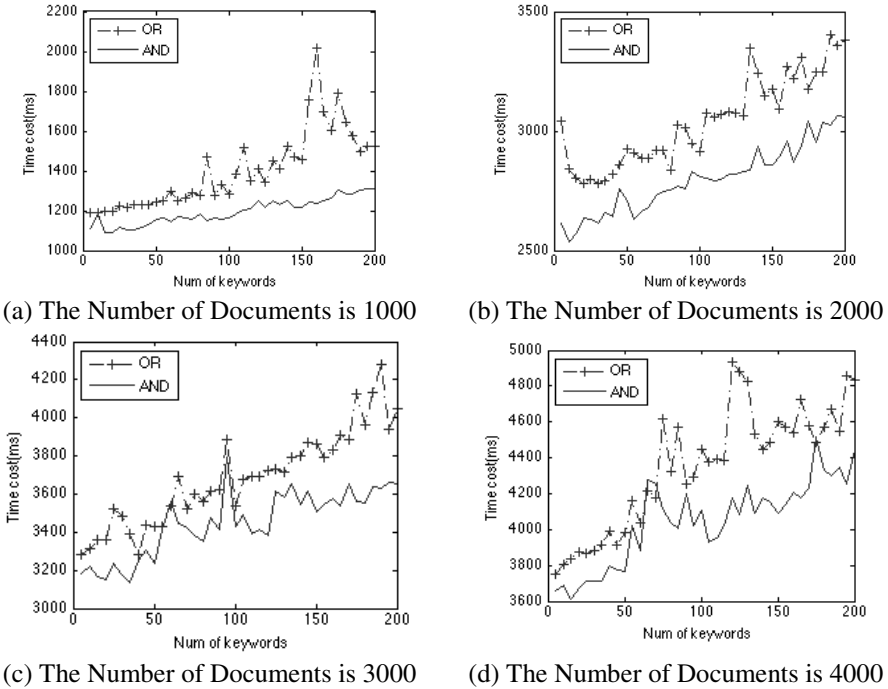 2200
OR
AND
2000
1800
1600
1400
1200
1000
Time cost(ms)
0 50 100 150 200
Num of keywords
(a) The Number of Documents is 1000
3500
OR
AND
3000
2500
Time cost(ms)
0 50 100 150 200
Num of keywords
(b) The Number of Documents is 2000
4400
OR
AND
4200
4000
3800
3600
3400
3200
3000
Time cost(ms)
0 50 100 150 200
Num of keywords
(c) The Number of Documents is 3000
5000
OR
AND
4800
4600
4400
4200
4000
3800
3600
Time cost(ms)
0 50 100 150 200
Num of keywords
(d) The Number of Documents is 4000